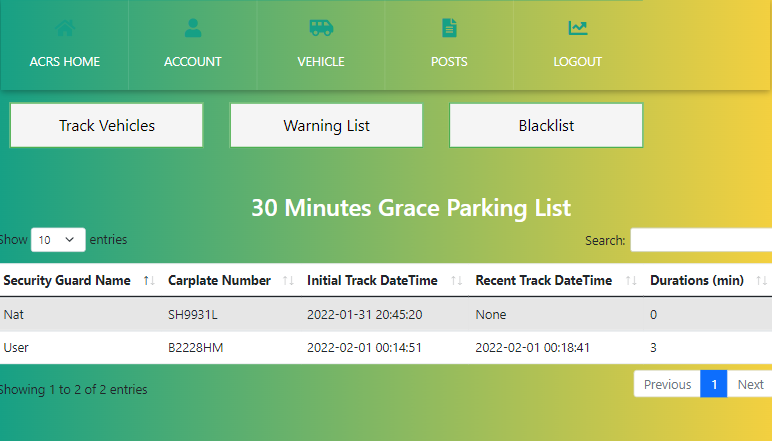 ACRS HOME ACCOUNT VEHICLE POSTS LOGOUT
Track Vehicles Warning List Blacklist
30 Minutes Grace Parking List
Show 10 entries Search:
Security Guard Name Carplate Number Initial Track DateTime Recent Track DateTime Durations (min)
Nat SH9931L 2022-01-31 20:45:20 None 0
User B2228HM 2022-02-01 00:14:51 2022-02-01 00:18:41 3
Showing 1 to 2 of 2 entries Previous 1 Next